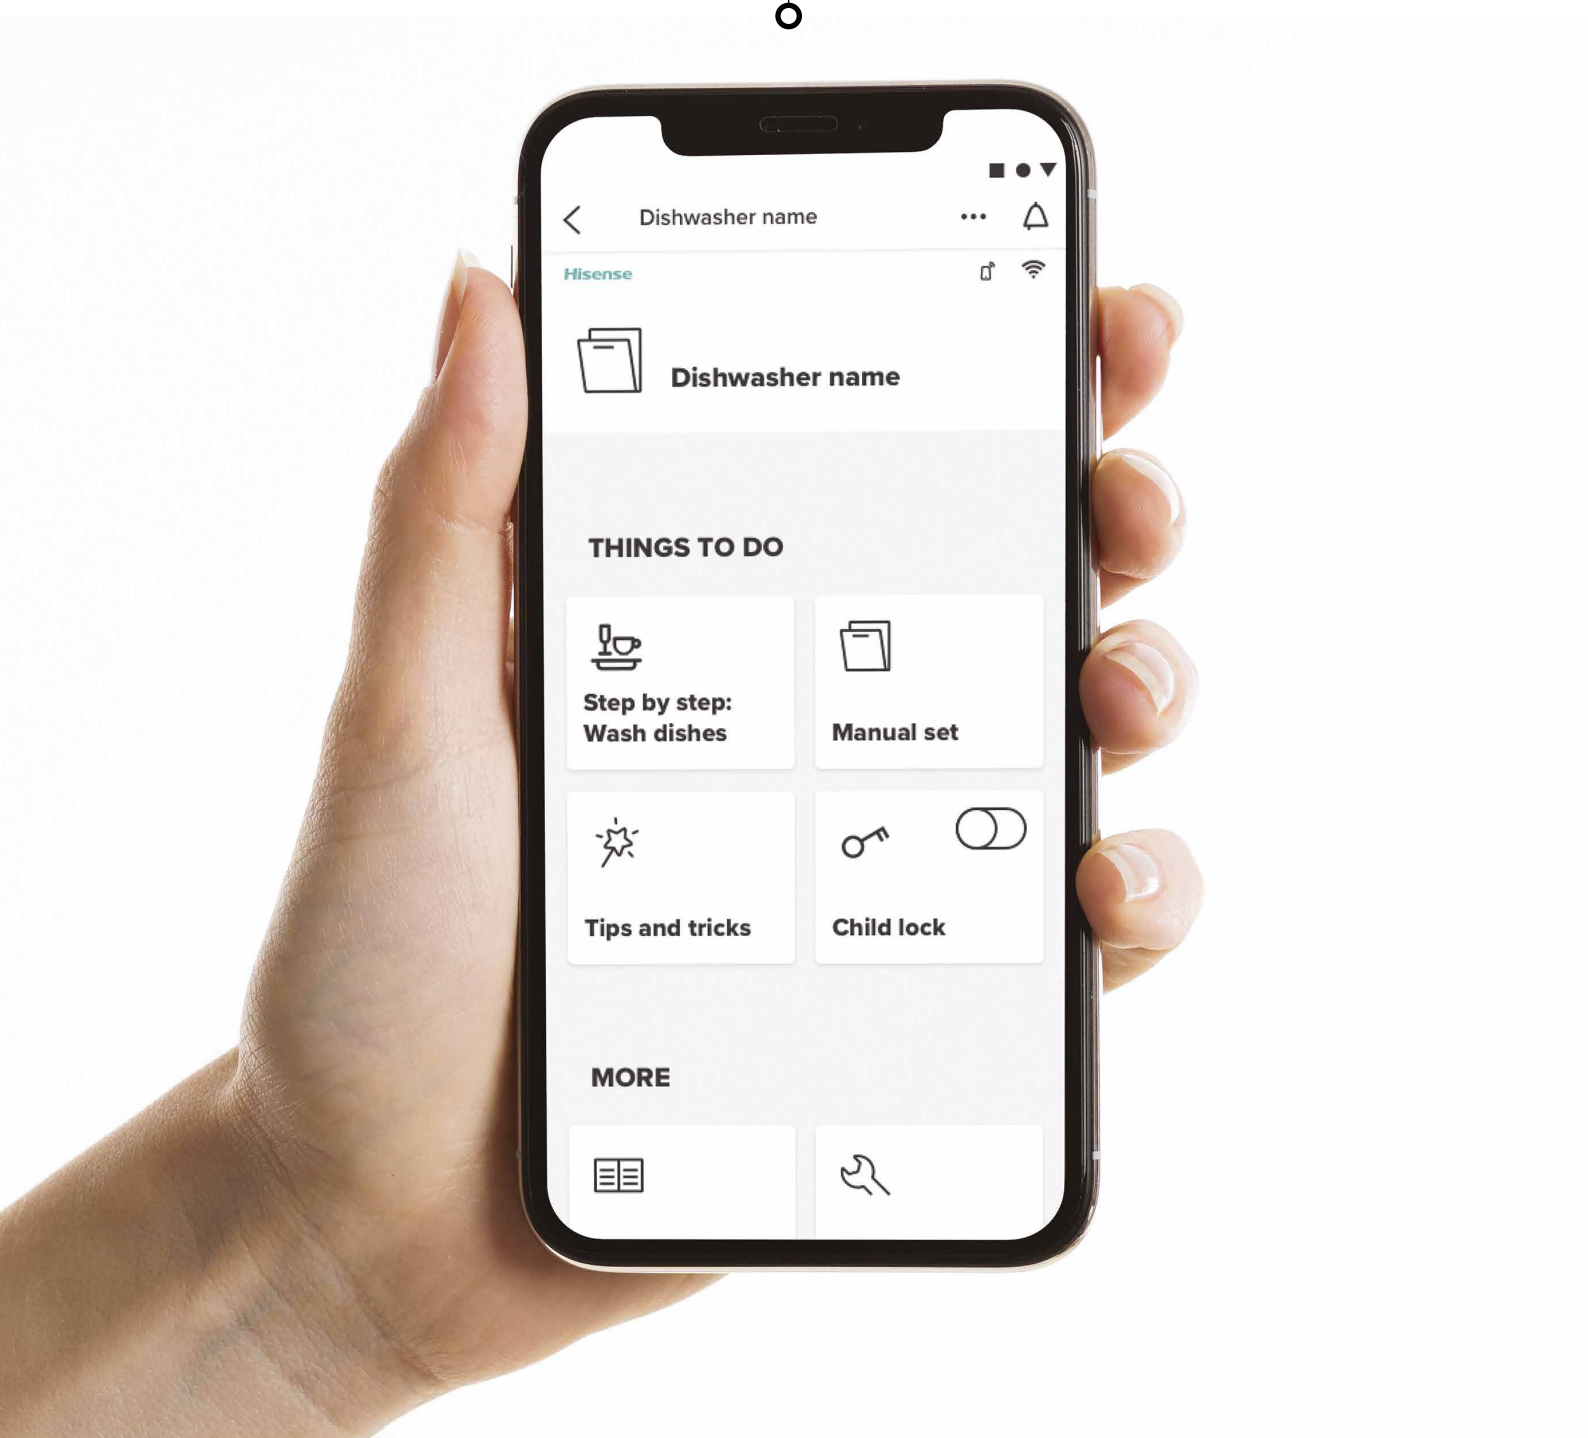 Dishwasher name
Hisense
Dishwasher name
THINGS TO DO
Step by step:
Wash dishes
Manual set
Tips and tricks
Child lock
MORE